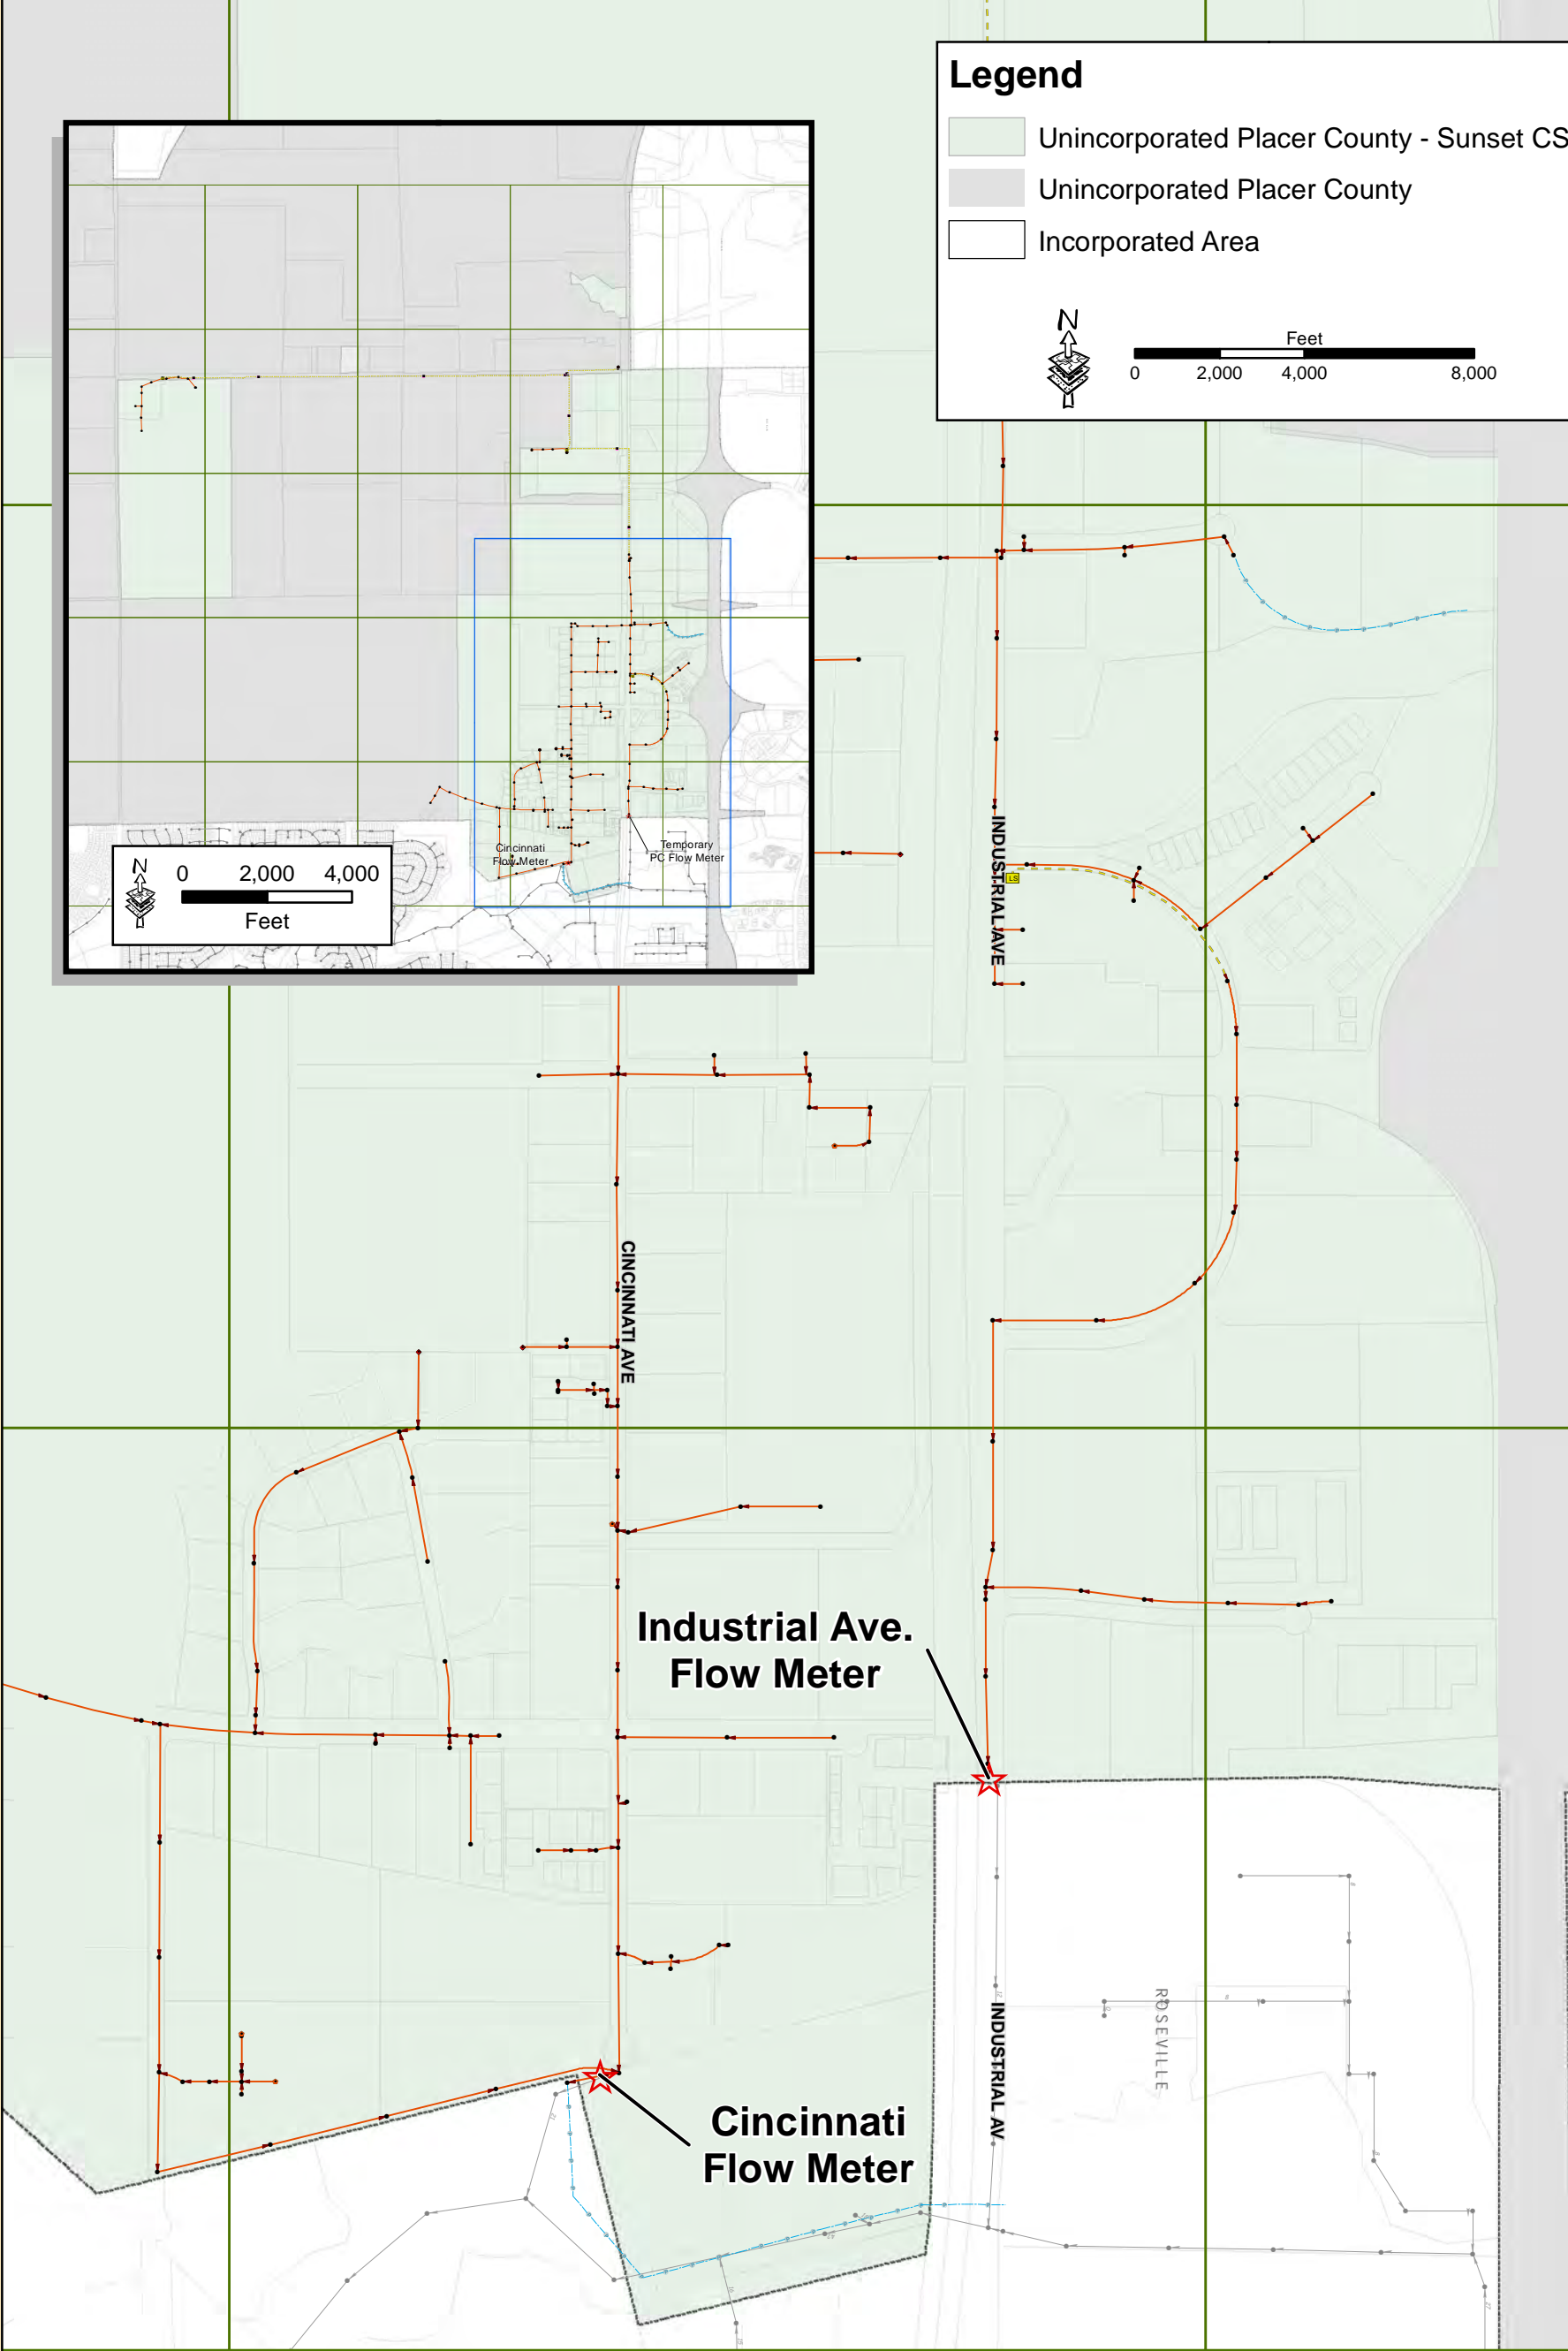 Legend
Unincorporated Placer County - Sunset CS
Unincorporated Placer County
Incorporated Area
N
Feet
0 2,000 4,000 8,000
Cincinnati
Flow Meter
Temporary
PC Flow Meter
N
0 2,000 4,000
Feet
INDUSTRIAL AVE
LS
CINCINNATI AVE
Industrial Ave.
Flow Meter
ROSEVILLE
INDUSTRIAL AV
Cincinnati
Flow Meter